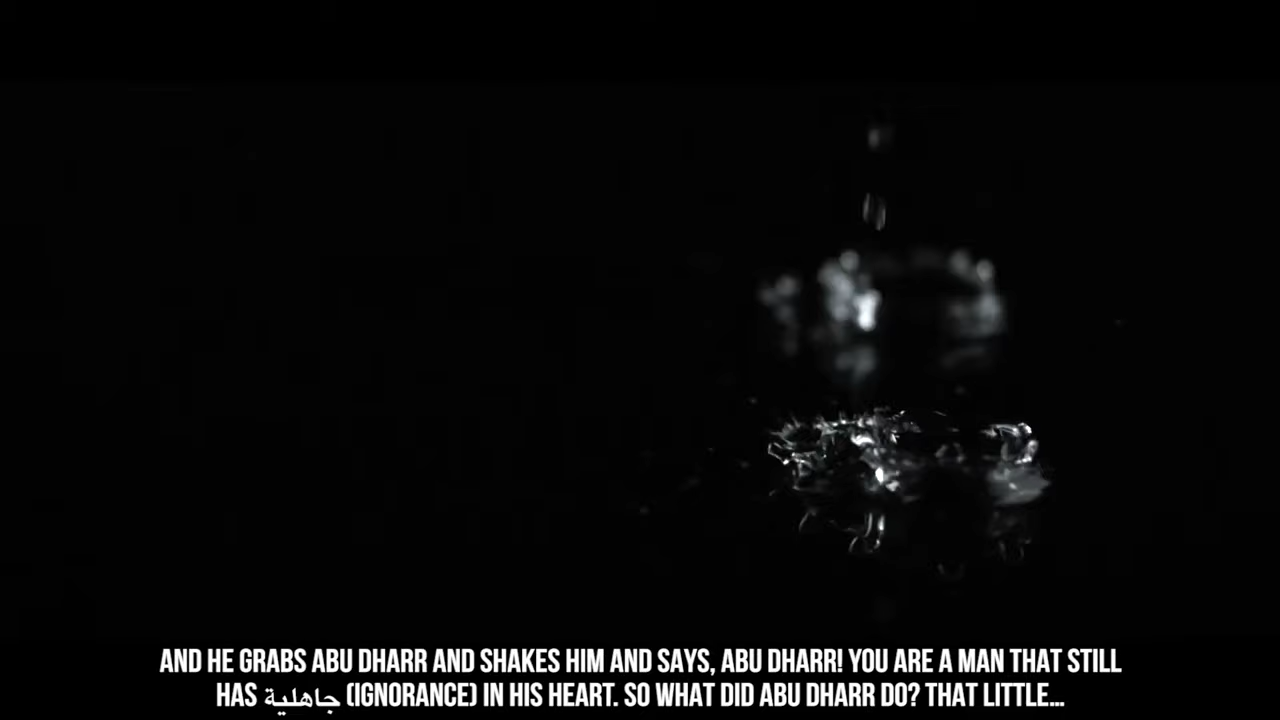 AND HE GRABS ABU DHARR AND SHAKES HIM AND SAYS, ABU DHARR! YOU ARE A MAN THAT STILL
HAS جاهلية (IGNORANCE) IN HIS HEART. SO WHAT DID ABU DHARR DO? THAT LITTLE...